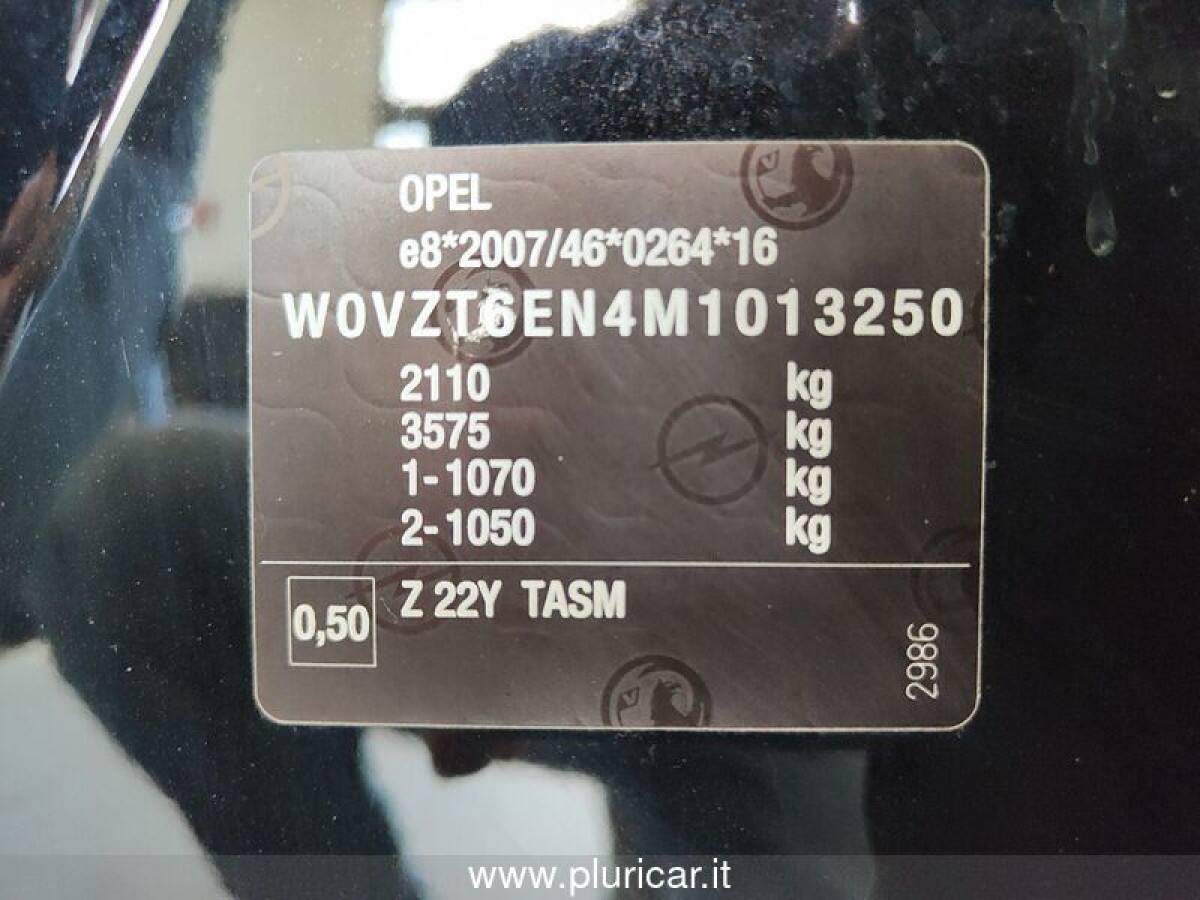 OPEL
e8*2007/46*0264*16
W0VZT6EN4M1013250
2110 kg
3575 kg
1-1070 kg
2-1050 kg
0,50 Z 22Y TASM
2986
www.pluricar.it